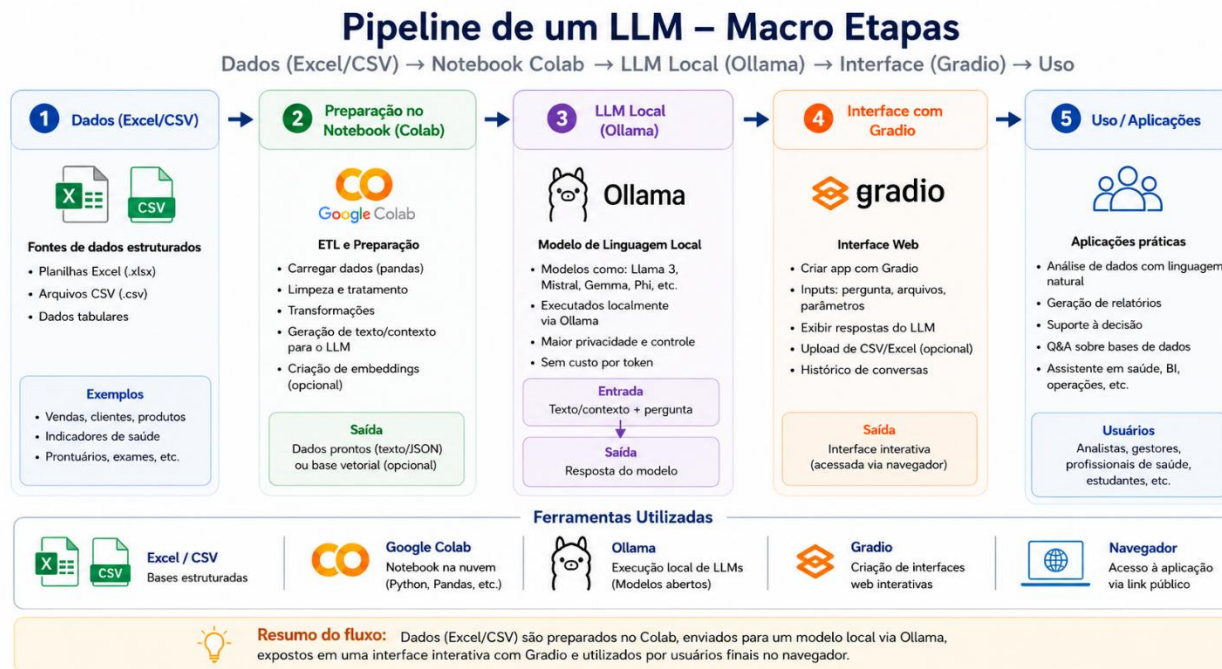 Pipeline de um LLM – Macro Etapas
Dados (Excel/CSV) → Notebook Colab → LLM Local (Ollama) → Interface (Gradio) → Uso
1 Dados (Excel/CSV)
X
CSV
Fontes de dados estruturados
• Planilhas Excel (.xlsx)
• Arquivos CSV (.csv)
• Dados tabulares
Exemplos
• Vendas, clientes, produtos
• Indicadores de saúde
• Prontuários, exames, etc.
2 Preparação no
Notebook (Colab)
CO
Google Colab
ETL e Preparação
• Carregar dados (pandas)
• Limpeza e tratamento
• Transformações
• Geração de texto/contexto
para o LLM
• Criação de embeddings
(opcional)
Saída
Dados prontos (texto/JSON)
ou base vetorial (opcional)
3 LLM Local
(Ollama)
Ollama
Modelo de Linguagem Local
• Modelos como: Llama 3,
Mistral, Gemma, Phi, etc.
• Executados localmente
via Ollama
• Maior privacidade e controle
• Sem custo por token
Entrada
Texto/contexto + pergunta
Saída
Resposta do modelo
4 Interface com
Gradio
gradio
Interface Web
• Criar app com Gradio
• Inputs: pergunta, arquivos,
parâmetros
• Exibir respostas do LLM
• Upload de CSV/Excel (opcional)
• Histórico de conversas
Saída
Interface interativa
(acessada via navegador)
5 Uso / Aplicações
Aplicações práticas
• Análise de dados com linguagem
natural
• Geração de relatórios
• Suporte à decisão
• Q&A sobre bases de dados
• Assistente em saúde, BI,
operações, etc.
Usuários
Analistas, gestores,
profissionais de saúde,
estudantes, etc.
Ferramentas Utilizadas
X
CSV
Excel / CSV
Bases estruturadas
CO
Google Colab
Notebook na nuvem
(Python, Pandas, etc.)
Ollama
Execução local de LLMs
(Modelos abertos)
Gradio
Criação de interfaces
web interativas
Navegador
Acesso à aplicação
via link público
Resumo do fluxo: Dados (Excel/CSV) são preparados no Colab, enviados para um modelo local via Ollama,
expostos em uma interface interativa com Gradio e utilizados por usuários finais no navegador.